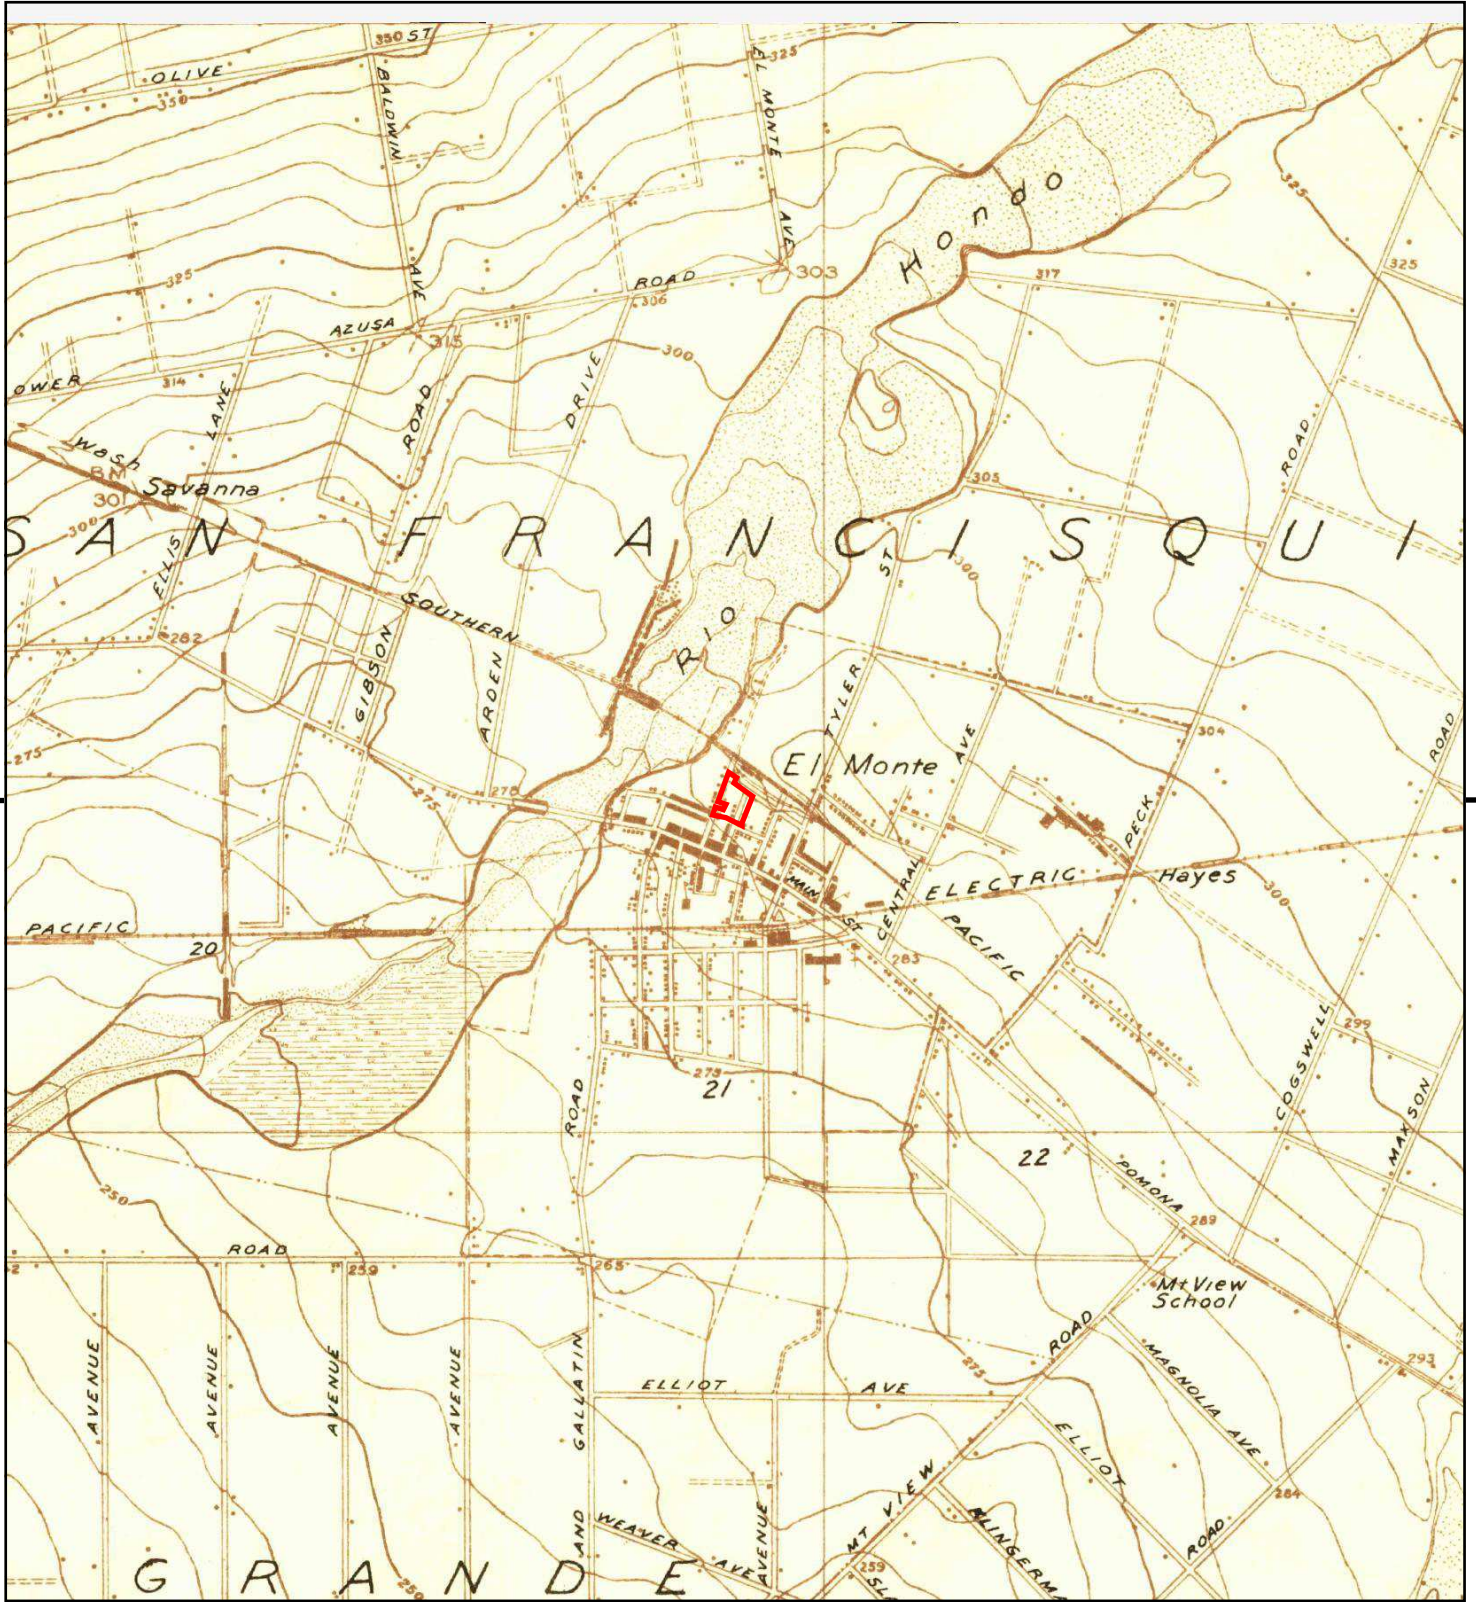 350 ST
OLIVE
350
BALDWIN
AVE
EL MONTE
AVE
325
Hondo
325
325
317
303
ROAD
306
AZUSA
315
325
OWER
314
LANE
ROAD
DRIVE
300
ROAD
305
Wash
BM
301
Savanna
300
SAN FRANCISQUI
ELLIS
ST
300
282
SOUTHERN
GIBSON
ARDEN
RIO
TYLER
AVE
304
ROAD
275
275
El Monte
PECK
MAIN
ST
CENTRAL
ELECTRIC
Hayes
300
PACIFIC
20
PACIFIC
283
299
COGSWELL
MAXSON
275
21
ROAD
22
POMONA
250
289
ROAD
259
265
Mt View
School
ROAD
293
275
MAGNOLIA AVE
AVENUE
AVENUE
AVENUE
AVENUE
GALLATIN
AND
ELLIOT AVE
ELLIOT
284
MT VIEW
ROAD
WEAVER AVE
AVENUE
259
GRANDE
250